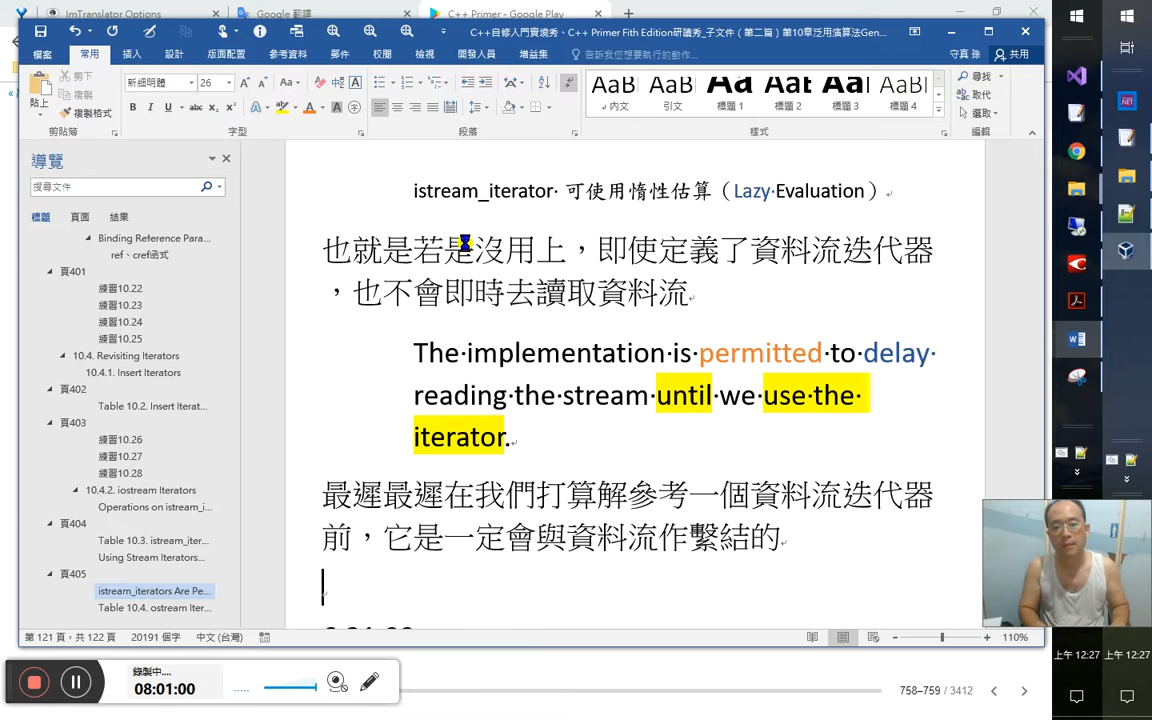 ImTranslator Options
Google 翻譯
C++ Primer - Google Play
C++自修入門實境秀、C++ Primer Fith Edition研讀秀_子文件（第二篇）第10章泛用演算法Gen...
檔案
常用
插入
設計
版面配置
參考資料
郵件
校閱
檢視
開發人員
增益集
告訴我您想要執行的動作...
守真 孫
共用
貼上
剪下
複製
複製格式
剪貼簿
新細明體
26
字型
段落
AaB
內文
AaB
引文
Aa
標題 1
Aat
標題 2
Aal
標題 3
AaBl
標題 4
樣式
尋找
取代
選取
編輯
導覽
搜尋文件
標題
頁面
結果
Binding Reference Para...
ref、cref函式
頁401
練習10.22
練習10.23
練習10.24
練習10.25
10.4. Revisiting Iterators
10.4.1. Insert Iterators
頁402
Table 10.2. Insert Iterat...
頁403
練習10.26
練習10.27
練習10.28
10.4.2. iostream Iterators
Operations on istream_i...
頁404
Table 10.3. istream_iter...
Using Stream Iterators...
頁405
istream_iterators Are Pe...
Table 10.4. ostream Iter...
istream_iterator 可使用惰性估算（Lazy Evaluation）
也就是若是沒用上，即使定義了資料流迭代器
，也不會即時去讀取資料流
The implementation is permitted to delay
reading the stream until we use the
iterator.
最遲最遲在我們打算解參考一個資料流迭代器
前，它是一定會與資料流作繫結的
第 121 頁，共 122 頁
20191 個字
中文 (台灣)
110%
錄製中...
08:01:00
758–759 / 3412
上午 12:27
上午 12:27